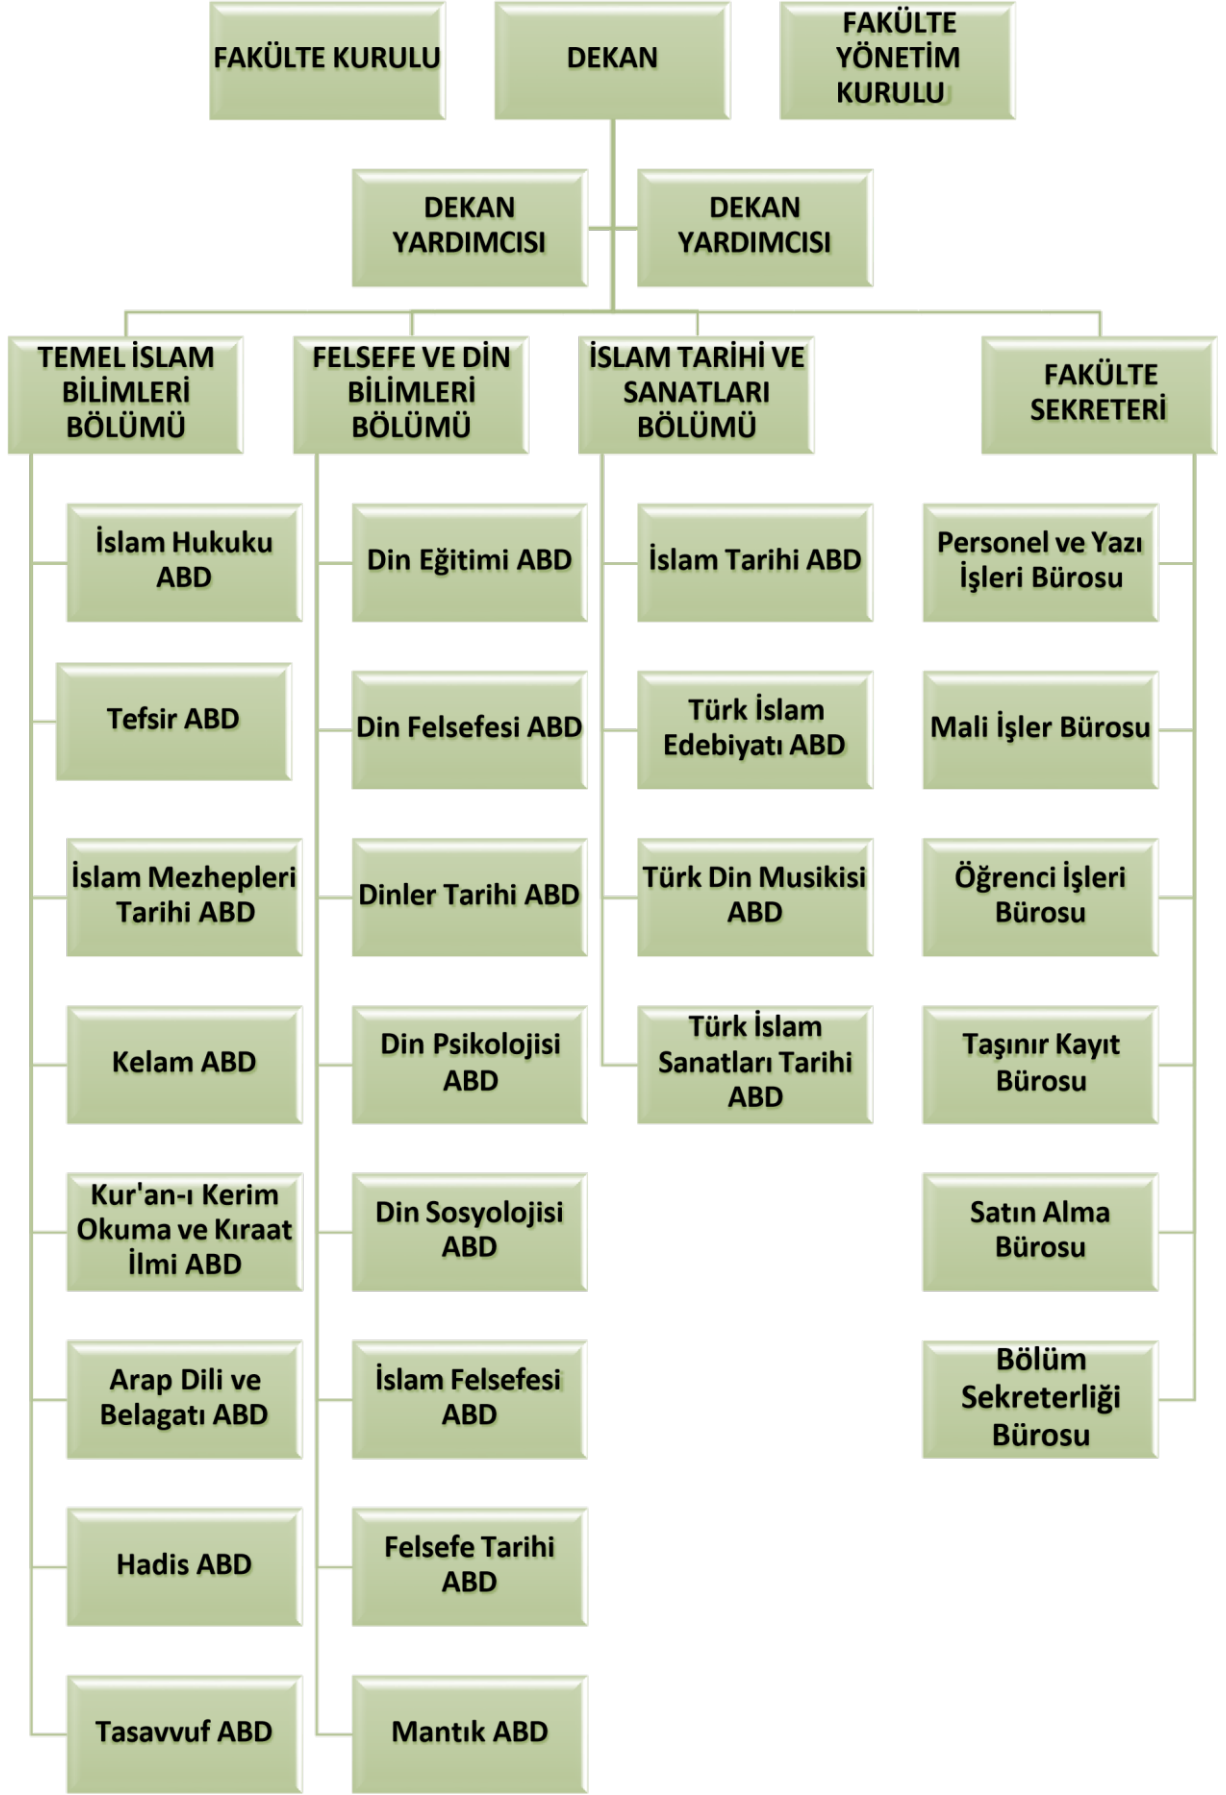 FAKÜLTE KURULU
DEKAN
FAKÜLTE
YÖNETİM
KURULU
DEKAN
YARDIMCISI
DEKAN
YARDIMCISI
TEMEL İSLAM
BİLİMLERİ
BÖLÜMÜ
FELSEFE VE DİN
BİLİMLERİ
BÖLÜMÜ
İSLAM TARİHİ VE
SANATLARI
BÖLÜMÜ
FAKÜLTE
SEKRETERİ
İslam Hukuku
ABD
Tefsir ABD
İslam Mezhepleri
Tarihi ABD
Kelam ABD
Kur'an-ı Kerim
Okuma ve Kıraat
İlmi ABD
Arap Dili ve
Belagatı ABD
Hadis ABD
Tasavvuf ABD
Din Eğitimi ABD
Din Felsefesi ABD
Dinler Tarihi ABD
Din Psikolojisi
ABD
Din Sosyolojisi
ABD
İslam Felsefesi
ABD
Felsefe Tarihi
ABD
Mantık ABD
İslam Tarihi ABD
Türk İslam
Edebiyatı ABD
Türk Din Musikisi
ABD
Türk İslam
Sanatları Tarihi
ABD
Personel ve Yazı
İşleri Bürosu
Mali İşler Bürosu
Öğrenci İşleri
Bürosu
Taşınır Kayıt
Bürosu
Satın Alma
Bürosu
Bölüm
Sekreterliği
Bürosu